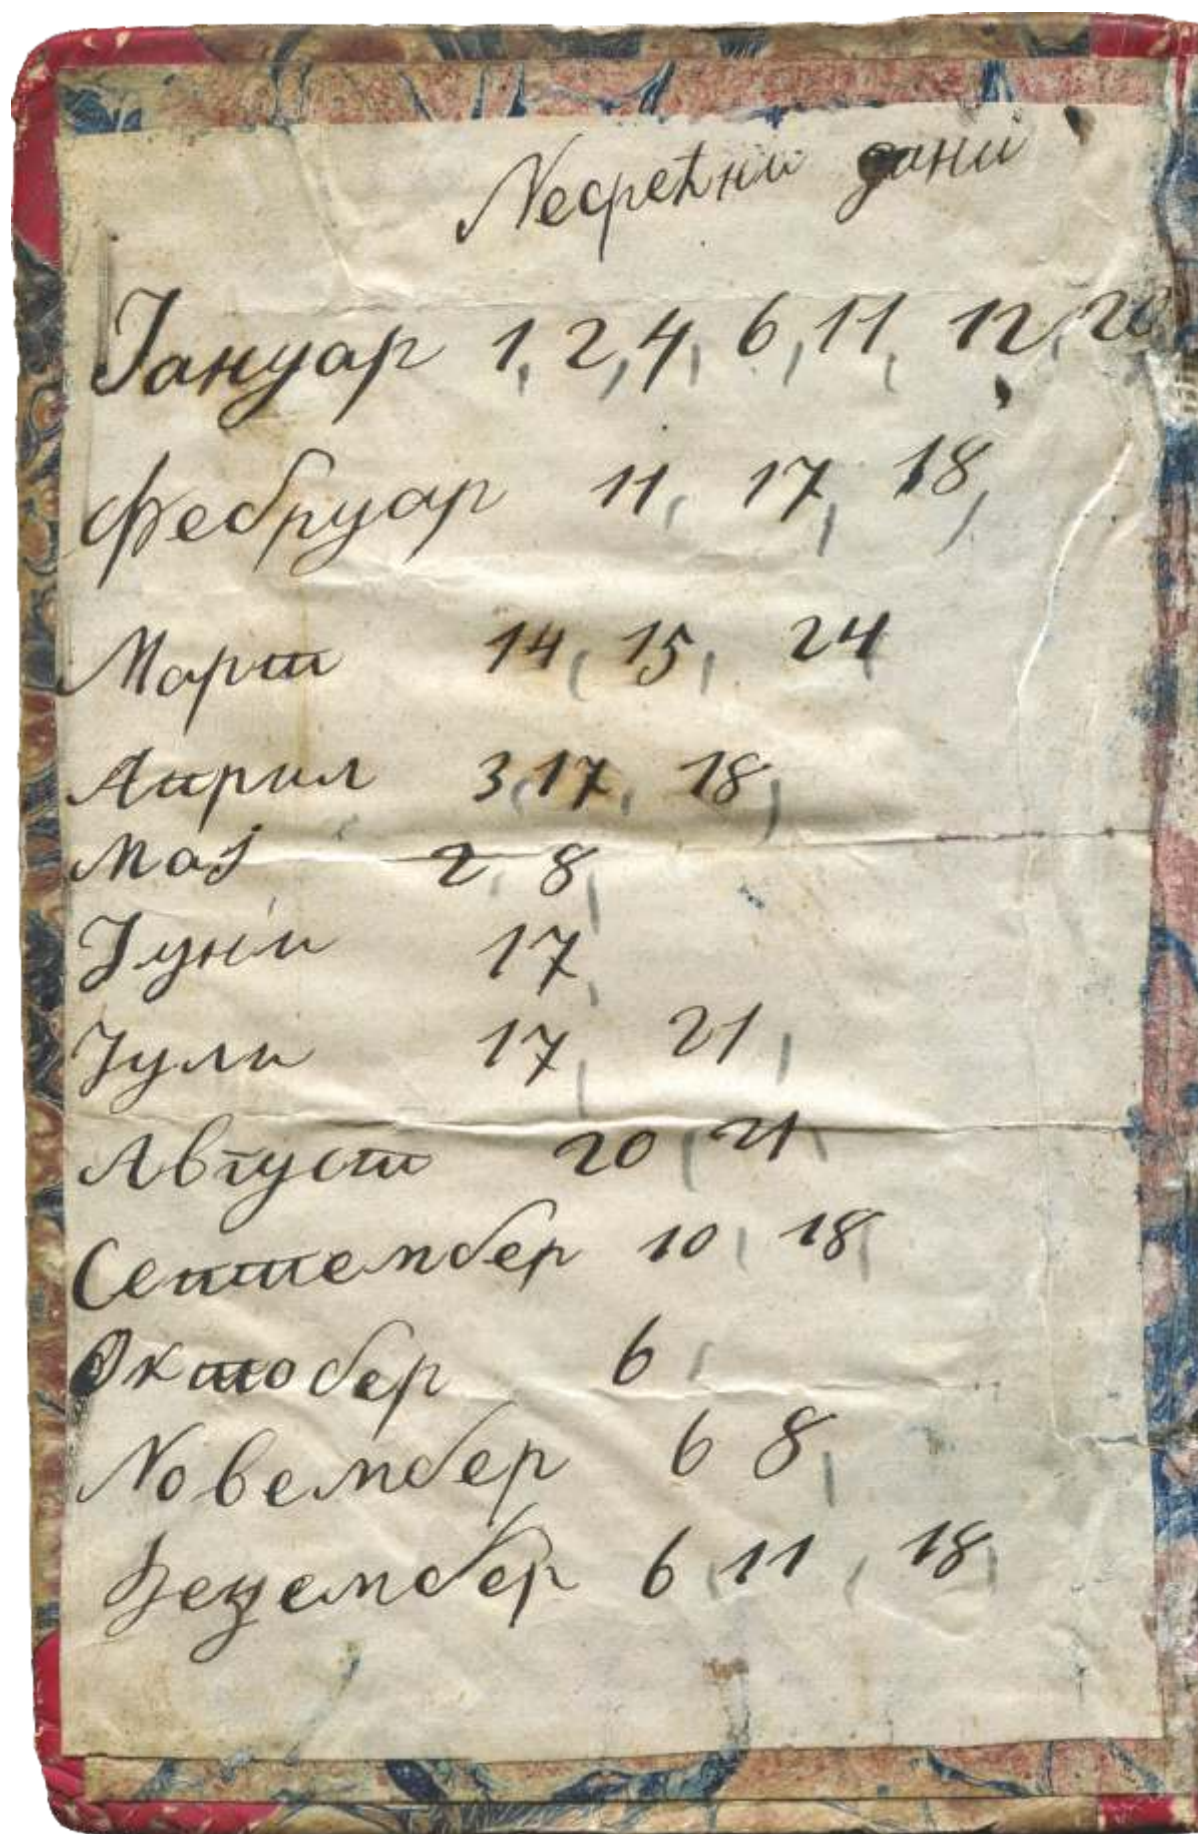 Несрећни дани
Јануар 1, 2, 4, 6, 11, 12, 20
Фебруар 11, 17, 18,
Март 14, 15, 24
Април 3, 17, 18,
Мај 2, 8,
Јуніи 17,
Јули 17, 21,
Август 20, 21,
Септембер 10, 18,
Октобер 6,
Новембер 6 8,
Децембер 6, 11, 18,